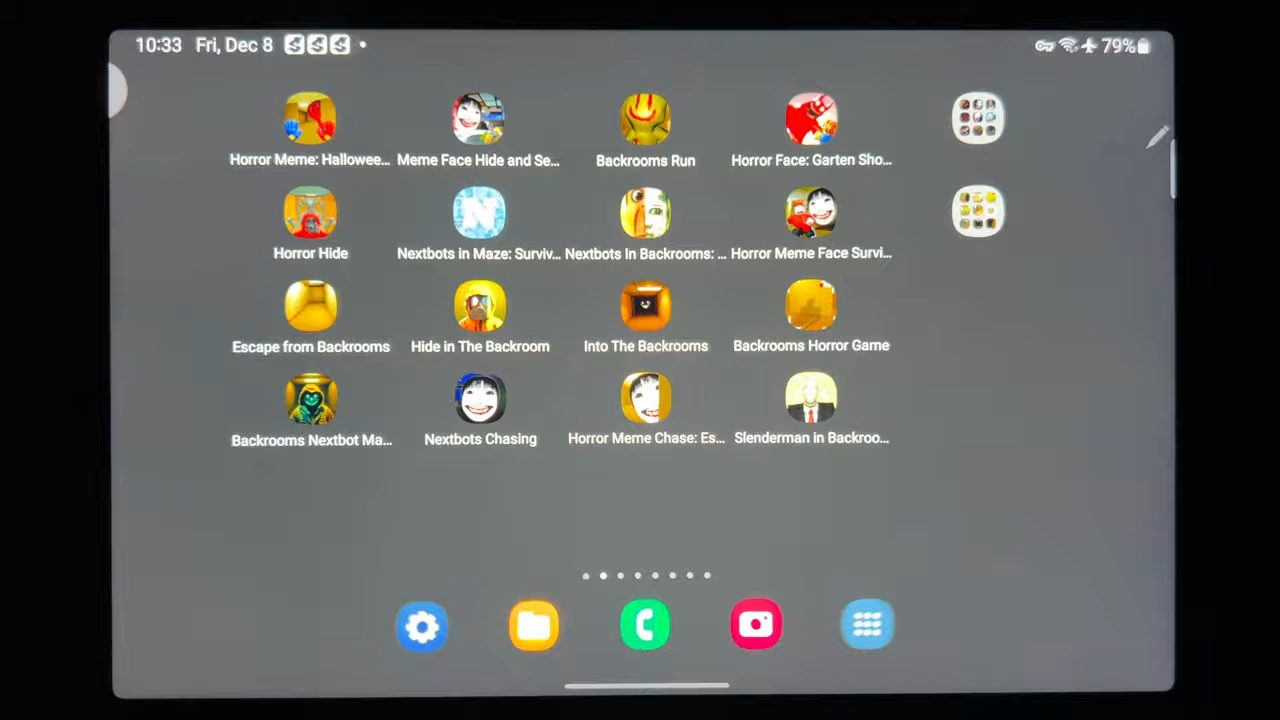 10:33 Fri, Dec 8 79%
Horror Meme: Hallowee... Meme Face Hide and Se... Backrooms Run Horror Face: Garten Sho...
N
Horror Hide Nextbots in Maze: Surviv... Nextbots In Backrooms: ... Horror Meme Face Survi...
Escape from Backrooms Hide in The Backroom Into The Backrooms Backrooms Horror Game
Backrooms Nextbot Ma... Nextbots Chasing Horror Meme Chase: Es... Slenderman in Backroo...